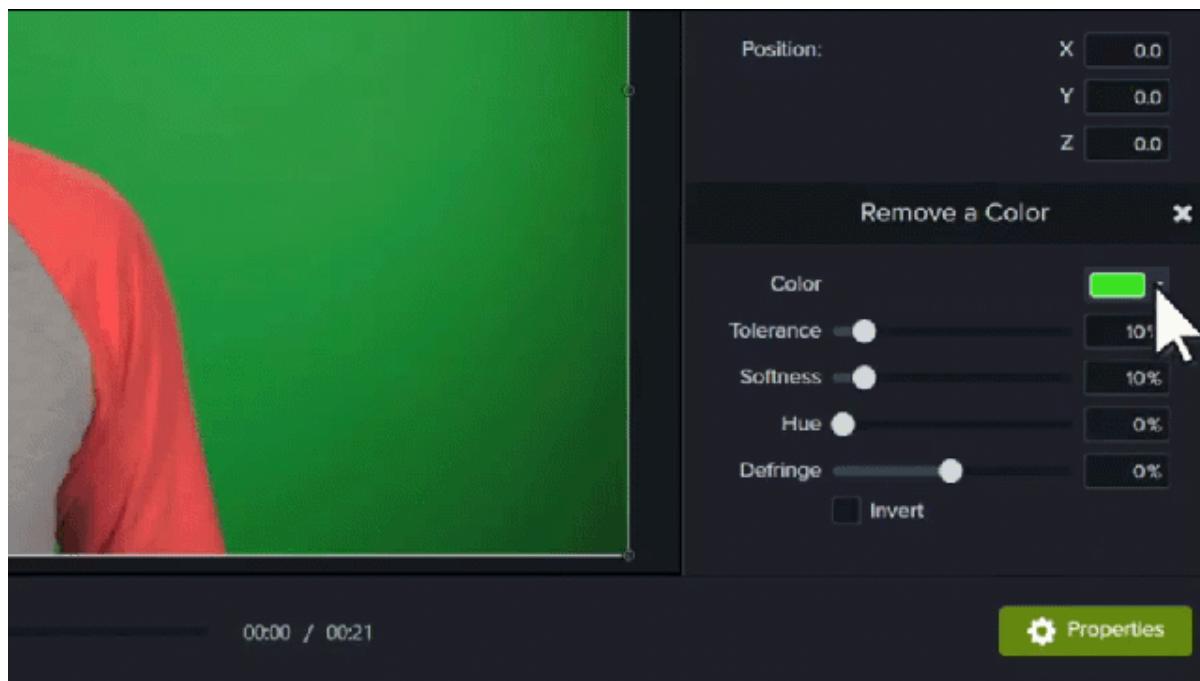 Position:
X 0.0
Y 0.0
Z 0.0
Remove a Color
Color
Tolerance
Softness 10%
Hue 0%
Defringe 0%
Invert
00:00 / 00:21
Properties